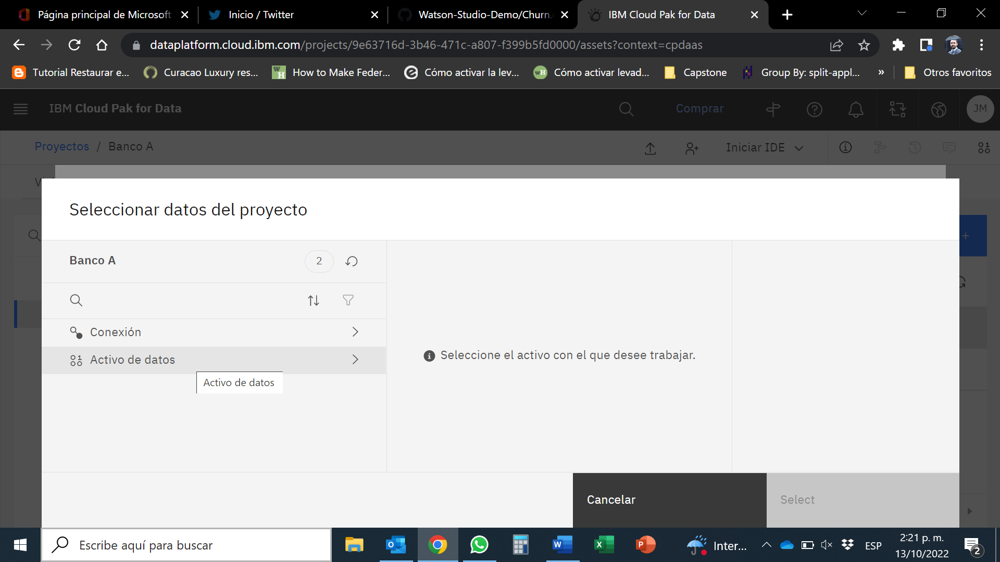 Página principal de Microsoft
Inicio / Twitter
Watson-Studio-Demo/Churn.
IBM Cloud Pak for Data
dataplatform.cloud.ibm.com/projects/9e63716d-3b46-471c-a807-f399b5fd0000/assets?context=cpdaas
Tutorial Restaurar e...
Curacao Luxury res...
How to Make Feder...
Cómo activar la lev...
Cómo activar levad...
Capstone
Group By: split-appl...
»
Otros favoritos
IBM Cloud Pak for Data
Comprar
JM
Proyectos / Banco A
Iniciar IDE
Seleccionar datos del proyecto
Banco A
2
Conexión
Activo de datos
Activo de datos
Seleccione el activo con el que desee trabajar.
Cancelar
Select
Escribe aquí para buscar
Inter...
ESP
2:21 p. m.
13/10/2022
2